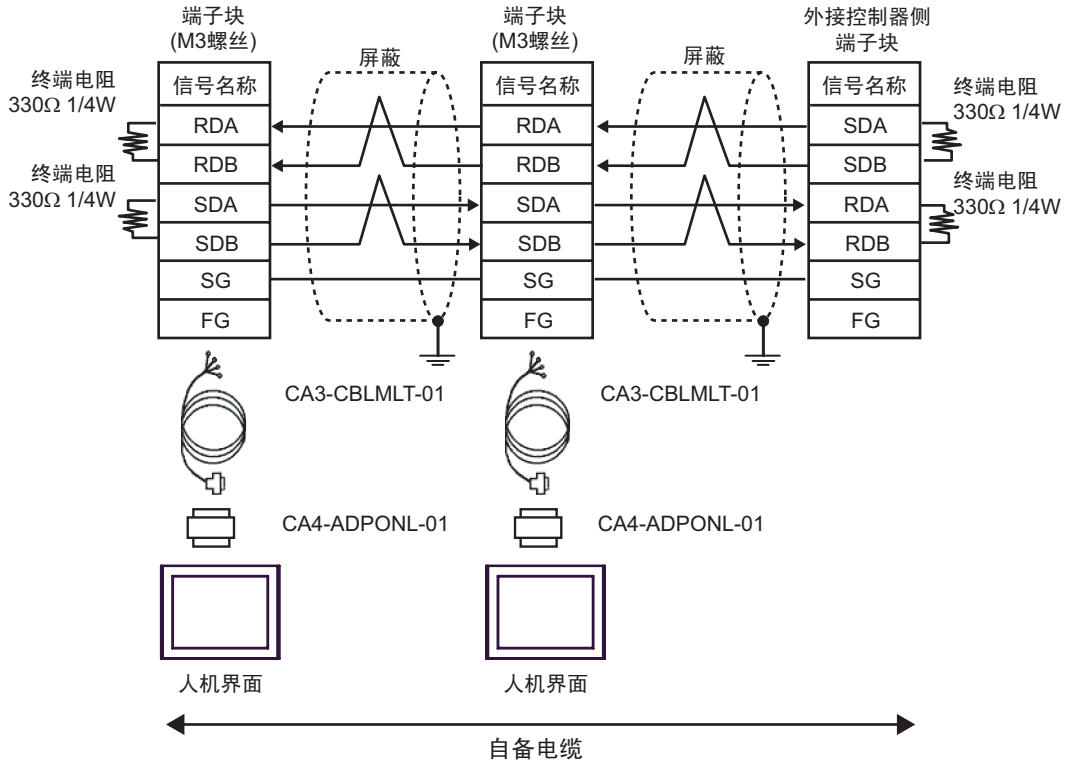 端子块
(M3螺丝)
端子块
(M3螺丝)
外接控制器侧
端子块
屏蔽
屏蔽
终端电阻
330Ω 1/4W
终端电阻
330Ω 1/4W
信号名称
RDA
RDB
SDA
SDB
SG
FG
信号名称
RDA
RDB
SDA
SDB
SG
FG
信号名称
SDA
SDB
RDA
RDB
SG
FG
终端电阻
330Ω 1/4W
终端电阻
330Ω 1/4W
CA3-CBLMLT-01
CA3-CBLMLT-01
CA4-ADPONL-01
CA4-ADPONL-01
人机界面
人机界面
自备电缆